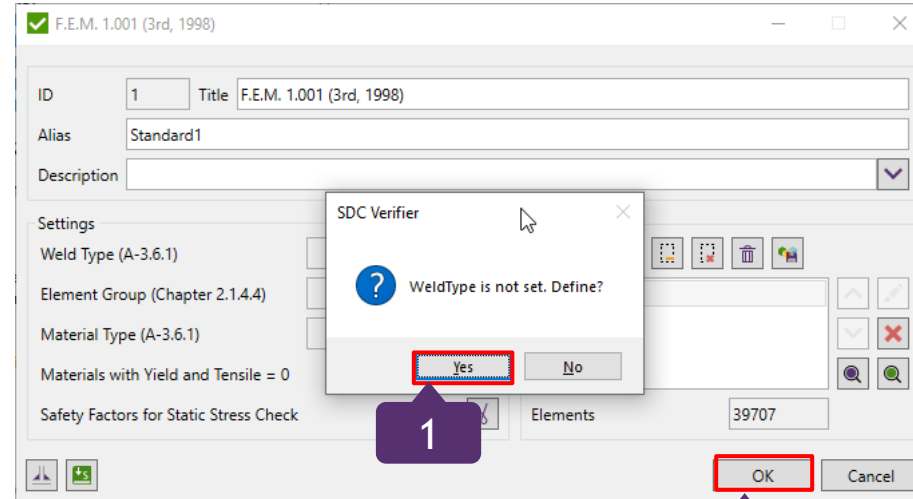 F.E.M. 1.001 (3rd, 1998)
ID 1 Title F.E.M. 1.001 (3rd, 1998)
Alias Standard1
Description
Settings
SDC Verifier
WeldType is not set. Define?
Yes No
Weld Type (A-3.6.1)
Element Group (Chapter 2.1.4.4)
Material Type (A-3.6.1)
Materials with Yield and Tensile = 0
Safety Factors for Static Stress Check
1
Elements 39707
OK Cancel